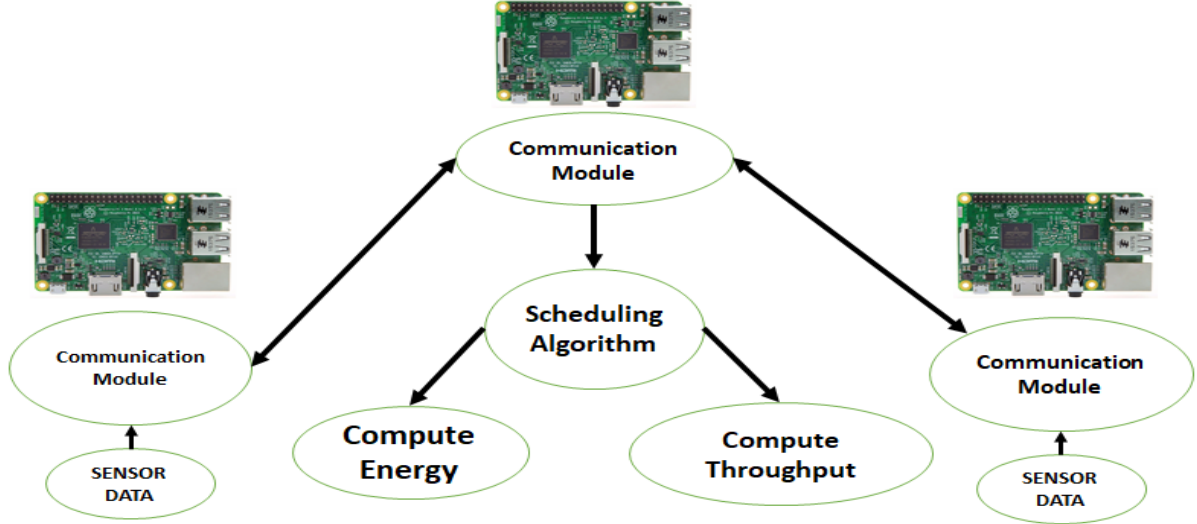 Communication
Module
Scheduling
Algorithm
Communication
Module
Communication
Module
Compute
Energy
Compute
Throughput
SENSOR
DATA
SENSOR
DATA